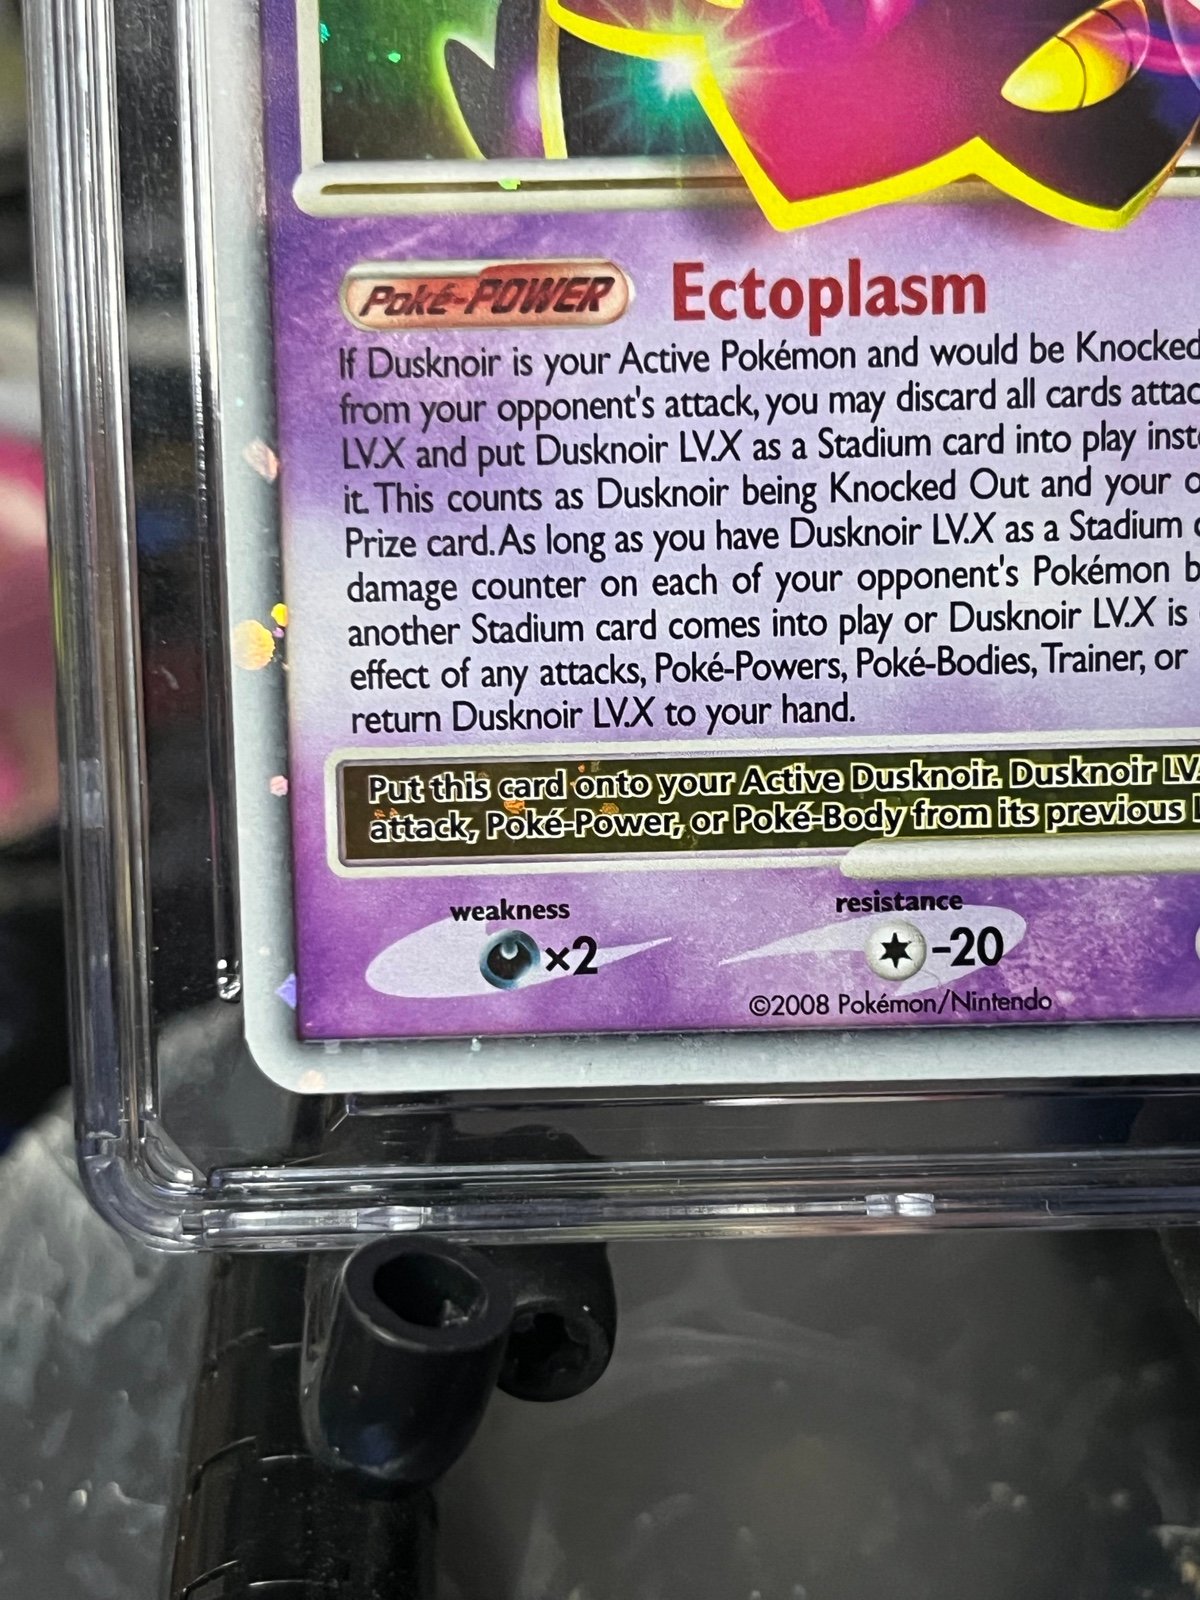 Poké-POWER Ectoplasm
If Dusknoir is your Active Pokémon and would be Knocked
from your opponent's attack, you may discard all cards attac
LV.X and put Dusknoir LV.X as a Stadium card into play inst
it. This counts as Dusknoir being Knocked Out and your o
Prize card. As long as you have Dusknoir LV.X as a Stadium
damage counter on each of your opponent's Pokémon b
another Stadium card comes into play or Dusknoir LV.X is
effect of any attacks, Poké-Powers, Poké-Bodies, Trainer, or
return Dusknoir LV.X to your hand.
Put this card onto your Active Dusknoir. Dusknoir LV.
attack, Poké-Power, or Poké-Body from its previous
weakness resistance
×2 -20
©2008 Pokémon/Nintendo